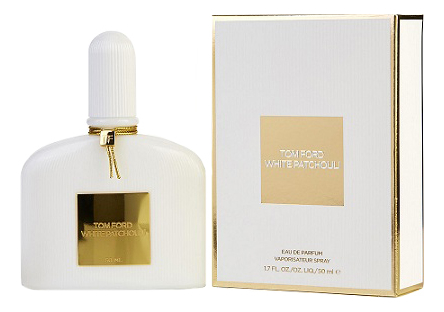 TOM FORD
WHITE PATCHOULI
TOM FORD
WHITE PATCHOULI
EAU DE PARFUM
VAPORISATEUR SPRAY
1.7 FL. OZ./OZ. LIQ./50 ml ℮